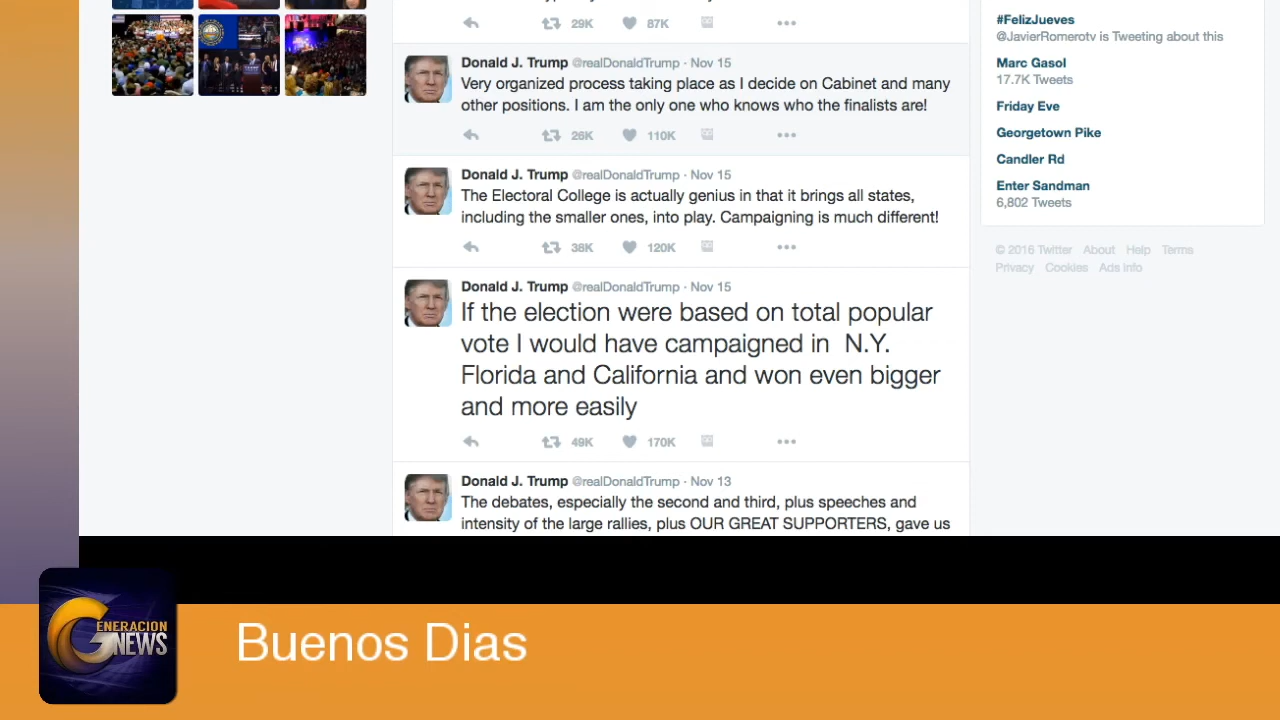 29K 87K
Donald J. Trump @realDonaldTrump · Nov 15
Very organized process taking place as I decide on Cabinet and many
other positions. I am the only one who knows who the finalists are!
26K 110K
Donald J. Trump @realDonaldTrump · Nov 15
The Electoral College is actually genius in that it brings all states,
including the smaller ones, into play. Campaigning is much different!
38K 120K
Donald J. Trump @realDonaldTrump · Nov 15
If the election were based on total popular
vote I would have campaigned in N.Y.
Florida and California and won even bigger
and more easily
49K 170K
Donald J. Trump @realDonaldTrump · Nov 13
The debates, especially the second and third, plus speeches and
intensity of the large rallies, plus OUR GREAT SUPPORTERS, gave us
#FelizJueves
@JavierRomerotv is Tweeting about this
Marc Gasol
17.7K Tweets
Friday Eve
Georgetown Pike
Candler Rd
Enter Sandman
6,802 Tweets
© 2016 Twitter About Help Terms
Privacy Cookies Ads info
GENERACION
NEWS
Buenos Dias